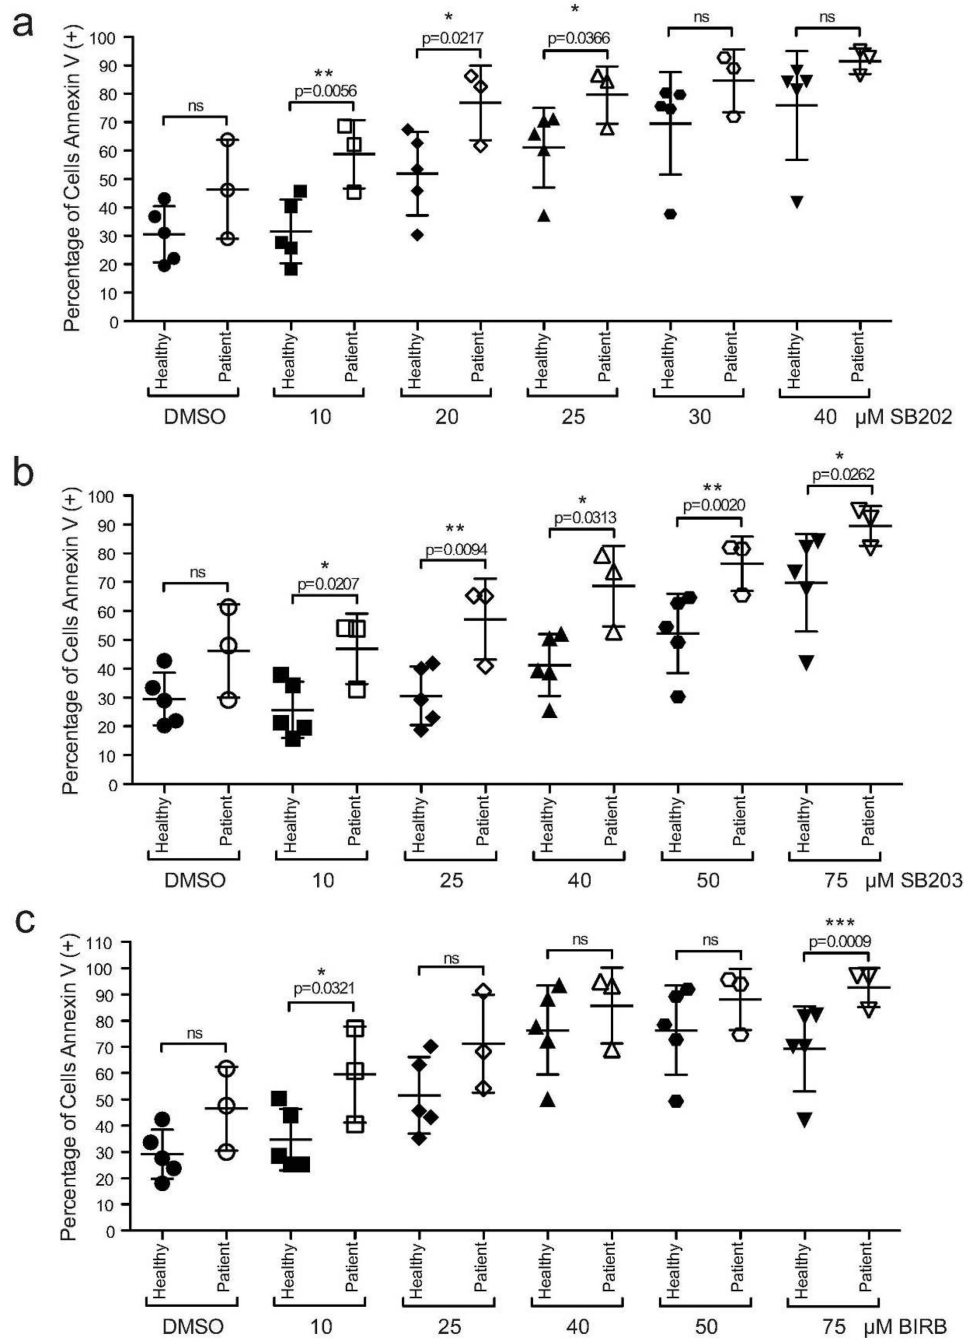 a
Percentage of Cells Annexin V (+)
100
90
80
70
60
50
40
30
20
10
0
ns
**
p=0.0056
*
p=0.0217
*
p=0.0366
ns
ns
Healthy
Patient
Healthy
Patient
Healthy
Patient
Healthy
Patient
Healthy
Patient
Healthy
Patient
DMSO 10 20 25 30 40 µM SB202
b
Percentage of Cells Annexin V (+)
100
90
80
70
60
50
40
30
20
10
0
ns
*
p=0.0207
**
p=0.0094
*
p=0.0313
**
p=0.0020
*
p=0.0262
Healthy
Patient
Healthy
Patient
Healthy
Patient
Healthy
Patient
Healthy
Patient
Healthy
Patient
DMSO 10 25 40 50 75 µM SB203
c
Percentage of Cells Annexin V (+)
110
100
90
80
70
60
50
40
30
20
10
0
ns
*
p=0.0321
ns
ns
ns
***
p=0.0009
Healthy
Patient
Healthy
Patient
Healthy
Patient
Healthy
Patient
Healthy
Patient
Healthy
Patient
DMSO 10 25 40 50 75 µM BIRB